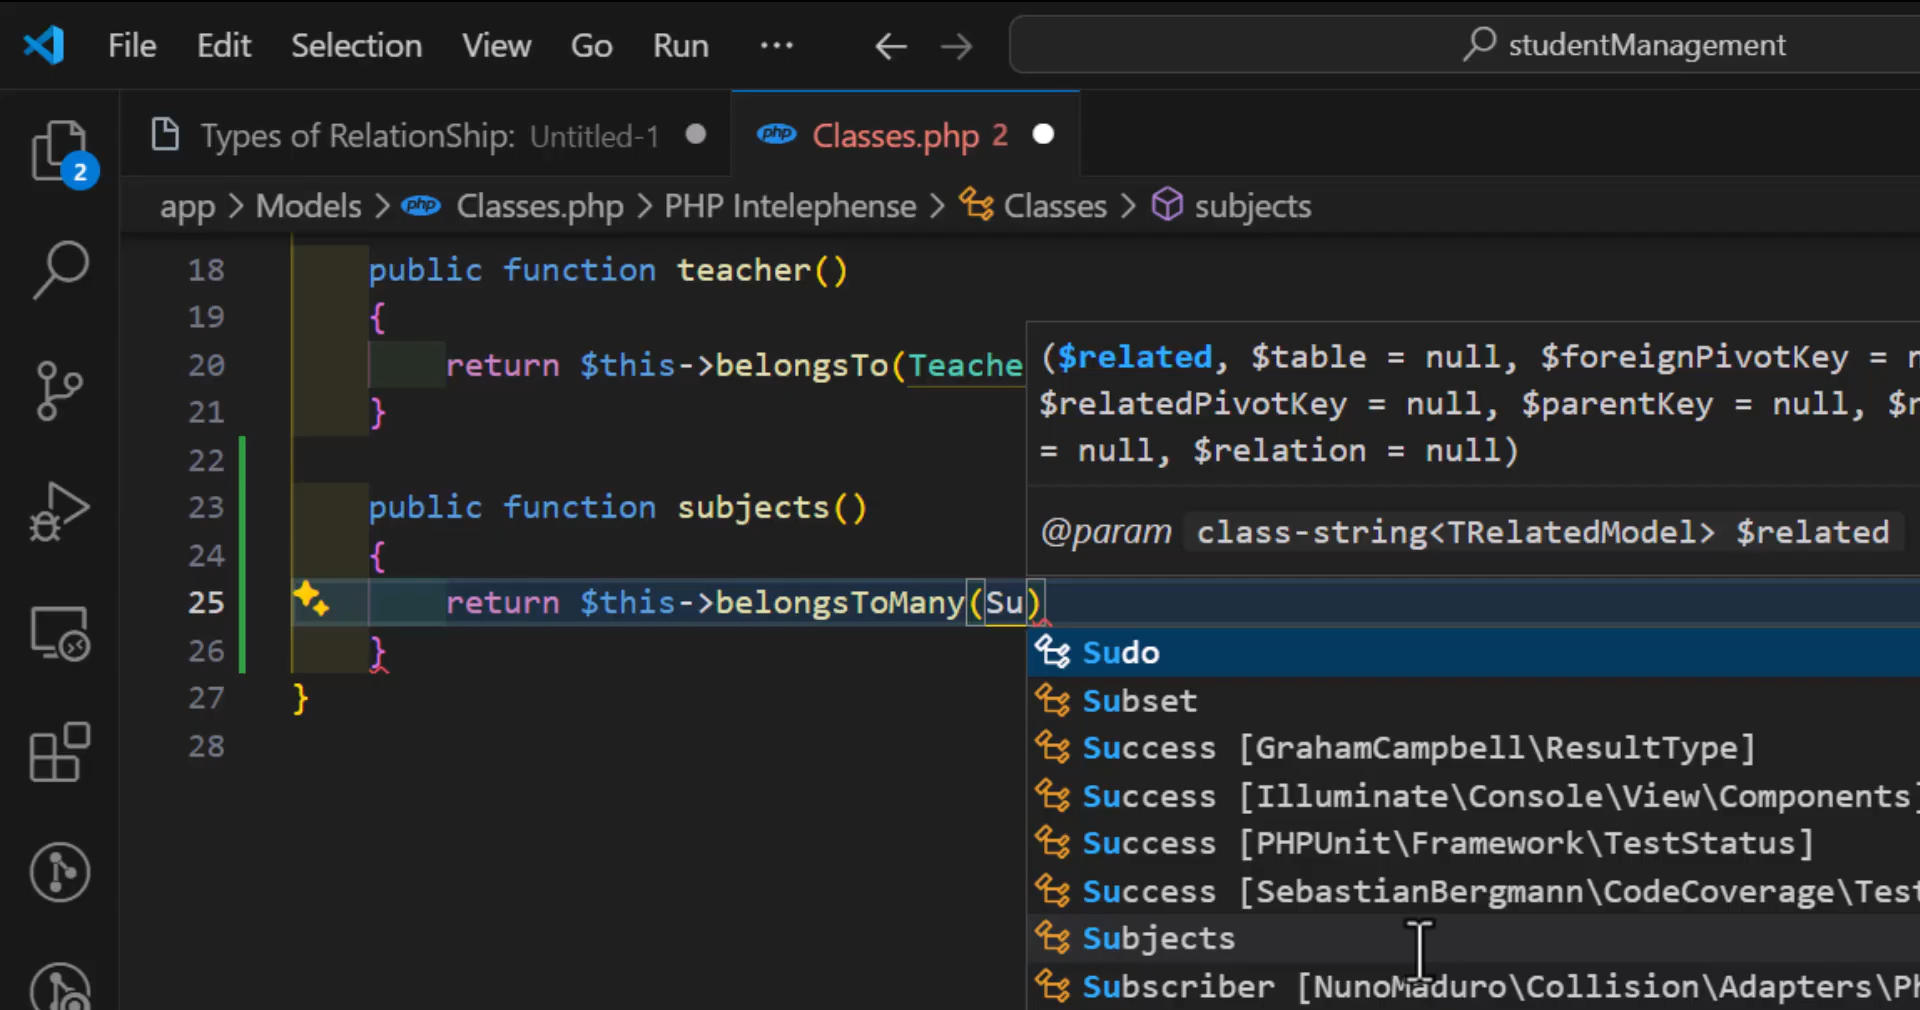 File Edit Selection View Go Run ··· studentManagement
Types of RelationShip: Untitled-1 php Classes.php 2
2
app > Models > php Classes.php > PHP Intelephense > Classes > subjects
18 public function teacher()
19 {
20 return $this->belongsTo(Teache
21 }
22
23 public function subjects()
24 {
25 return $this->belongsToMany(Su)
26 }
27 }
28
($related, $table = null, $foreignPivotKey = n
$relatedPivotKey = null, $parentKey = null, $r
= null, $relation = null)
@param class-string<TRelatedModel> $related
Sudo
Subset
Success [GrahamCampbell\ResultType]
Success [Illuminate\Console\View\Components]
Success [PHPUnit\Framework\TestStatus]
Success [SebastianBergmann\CodeCoverage\Test
Subjects
Subscriber [NunoMaduro\Collision\Adapters\Ph